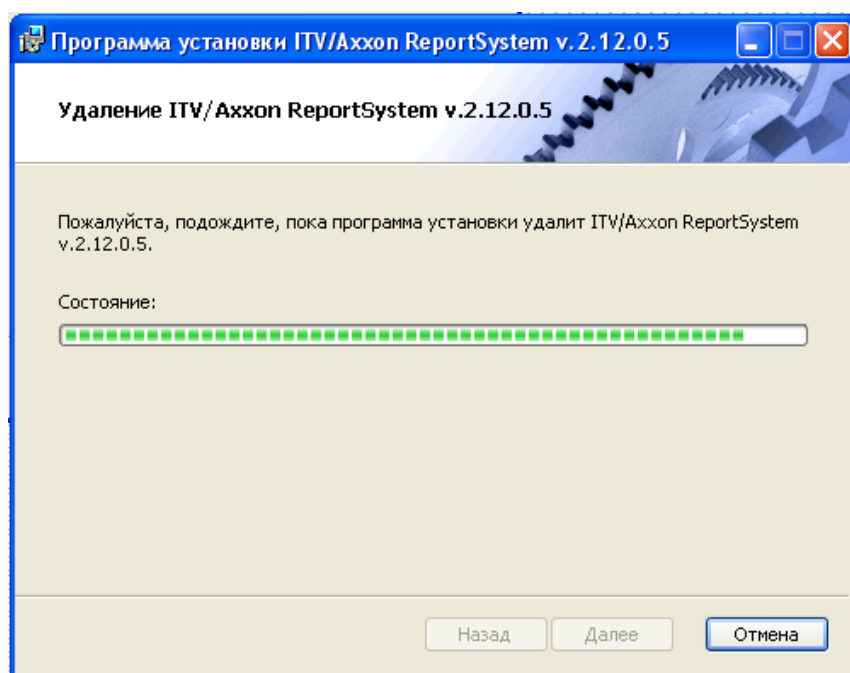 Программа установки ITV/Axxon ReportSystem v.2.12.0.5
Удаление ITV/Axxon ReportSystem v.2.12.0.5
Пожалуйста, подождите, пока программа установки удалит ITV/Axxon ReportSystem
v.2.12.0.5.
Состояние:
Назад
Далее
Отмена